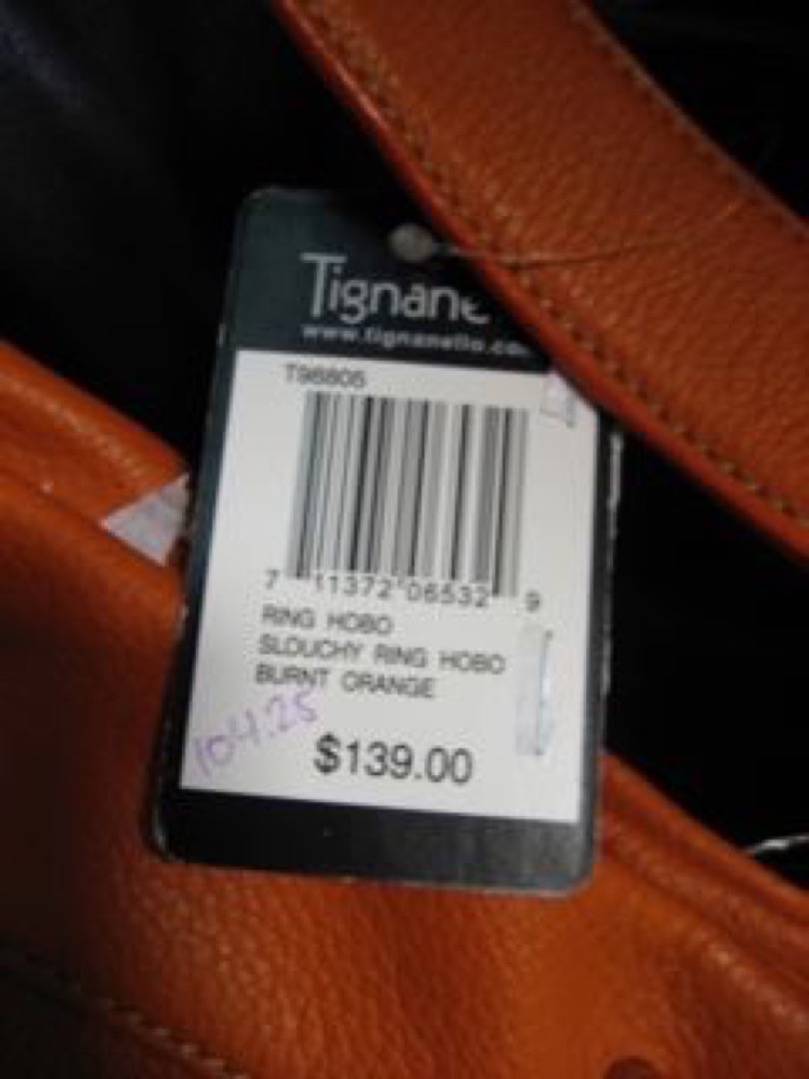 Tignane
www.tignanello.co
T96805
7 11372 06532 9
RING HOBO
SLOUCHY RING HOBO
BURNT ORANGE
104.25
$139.00